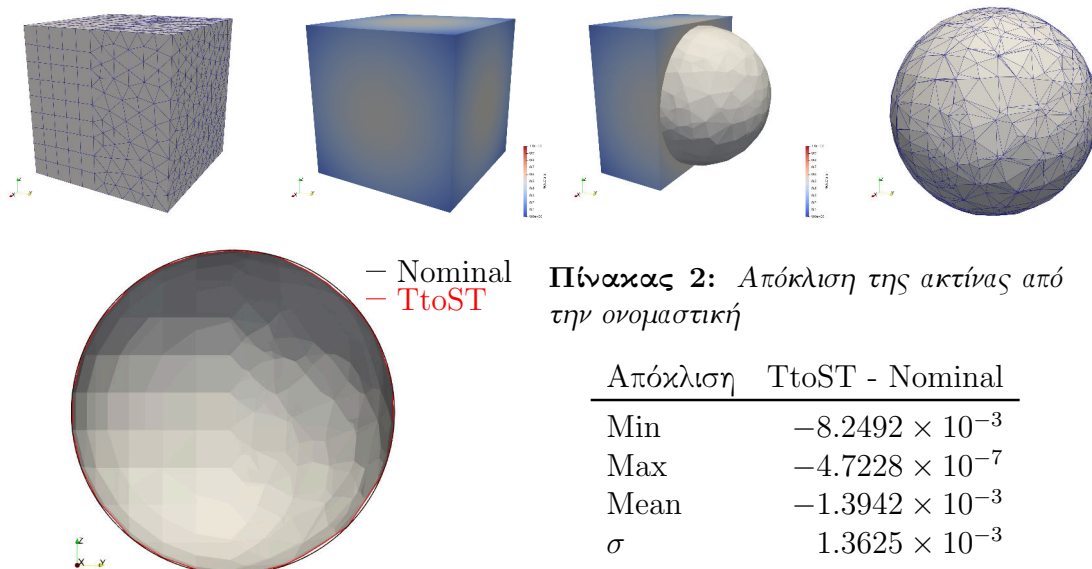 — Nominal
— TtoST
Πίνακας 2: Απόκλιση της ακτίνας από
την ονομαστική
Απόκλιση TtoST - Nominal
Min −8.2492 × 10⁻³
Max −4.7228 × 10⁻⁷
Mean −1.3942 × 10⁻³
σ 1.3625 × 10⁻³